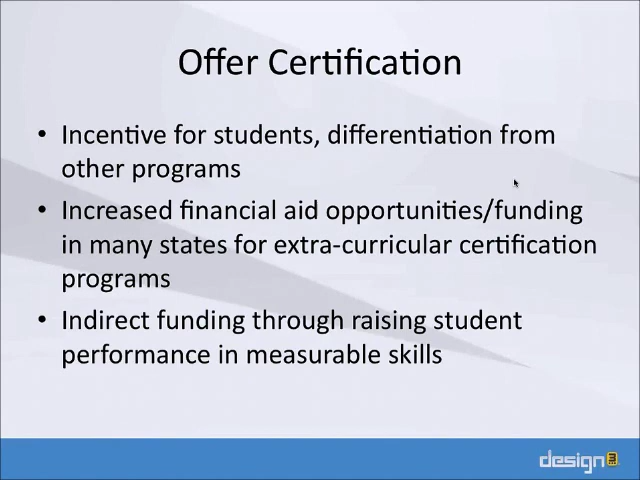 Offer Certification
• Incentive for students, differentiation from
other programs
• Increased financial aid opportunities/funding
in many states for extra-curricular certification
programs
• Indirect funding through raising student
performance in measurable skills
design3